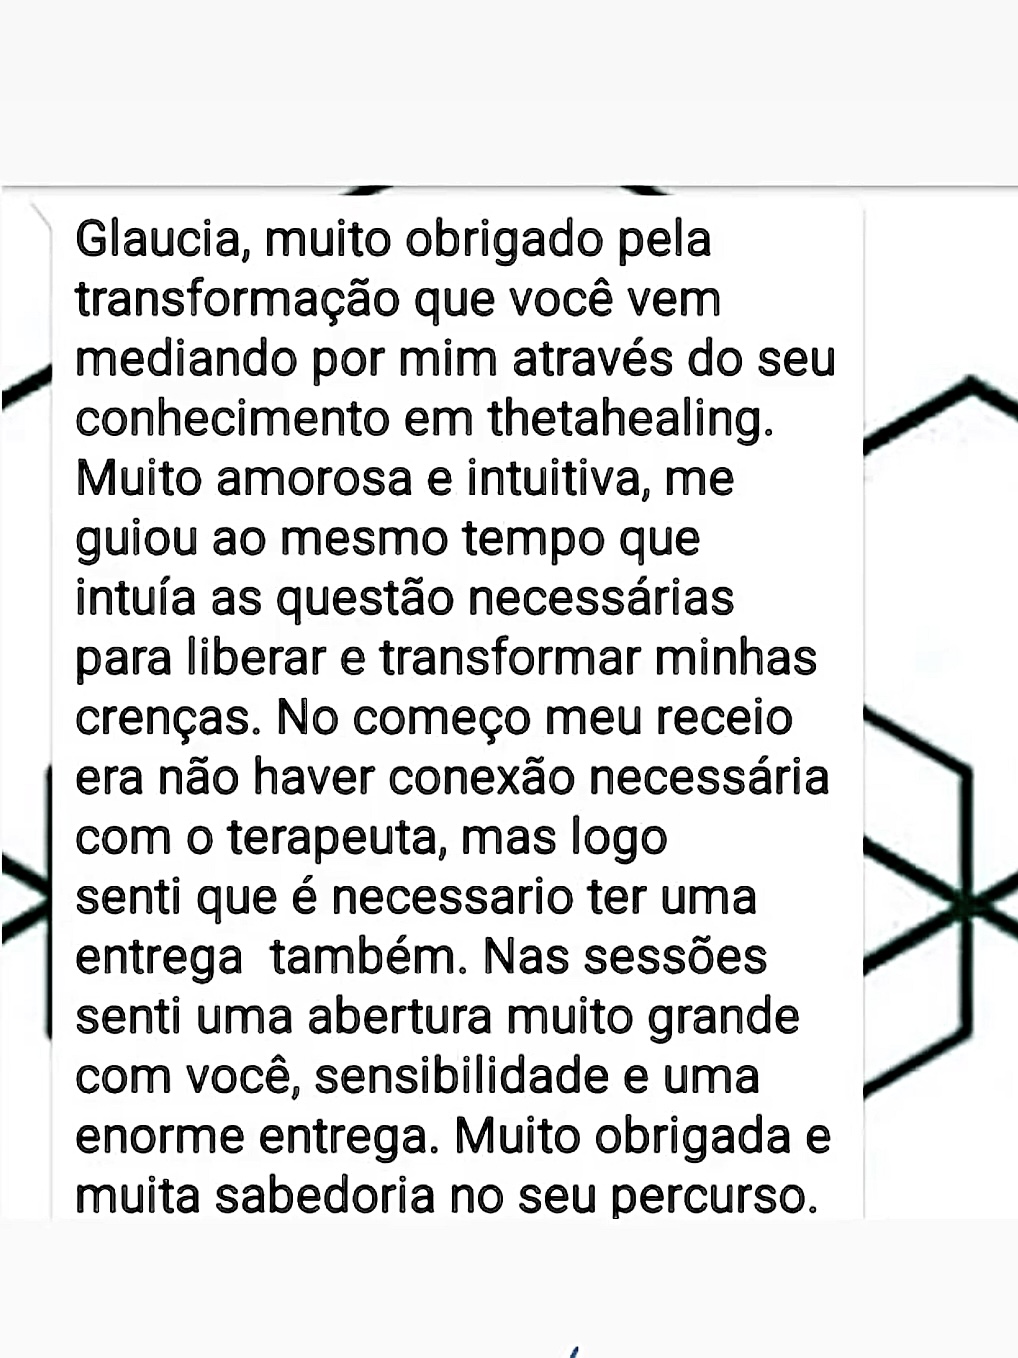 Glaucia, muito obrigado pela
transformação que você vem
mediando por mim através do seu
conhecimento em thetahealing.
Muito amorosa e intuitiva, me
guiou ao mesmo tempo que
intuía as questão necessárias
para liberar e transformar minhas
crenças. No começo meu receio
era não haver conexão necessária
com o terapeuta, mas logo
senti que é necessario ter uma
entrega  também. Nas sessões
senti uma abertura muito grande
com você, sensibilidade e uma
enorme entrega. Muito obrigada e
muita sabedoria no seu percurso.